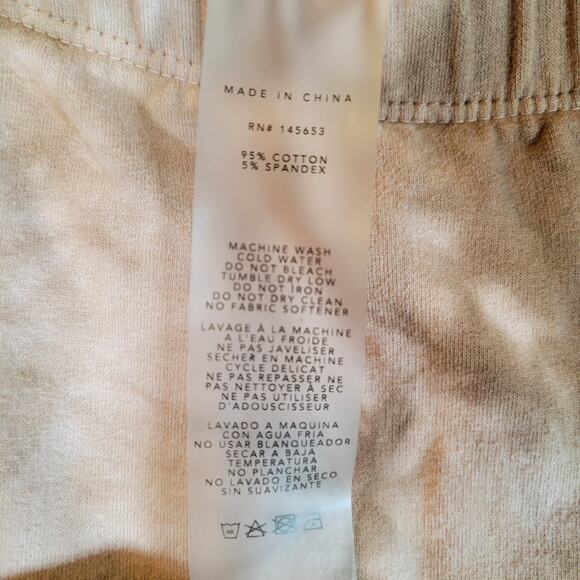 MADE IN CHINA
RN# 145653
95% COTTON
5% SPANDEX
MACHINE WASH
COLD WATER
DO NOT BLEACH
TUMBLE DRY LOW
DO NOT IRON
DO NOT DRY CLEAN
NO FABRIC SOFTENER
LAVAGE À LA MACHINE
A L'EAU FROIDE
NE PAS JAVELISER
SECHER EN MACHINE
CYCLE DELICAT
NE PAS REPASSER NE
PAS NETTOYER À SEC
NE PAS UTILISER
D'ADOUSCISSEUR
LAVADO A MAQUINA
CON AGUA FRIA
NO USAR BLANQUEADOR
SECAR A BAJA
TEMPERATURA
NO PLANCHAR
NO LAVADO EN SECO
SIN SUAVIZANTE